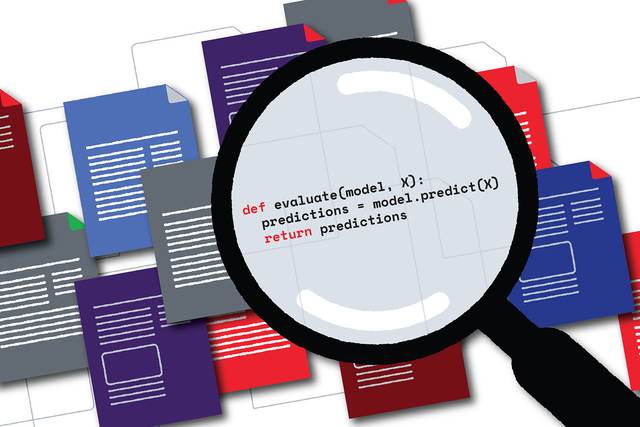 def evaluate(model, X):
predictions = model.predict(X)
return predictions